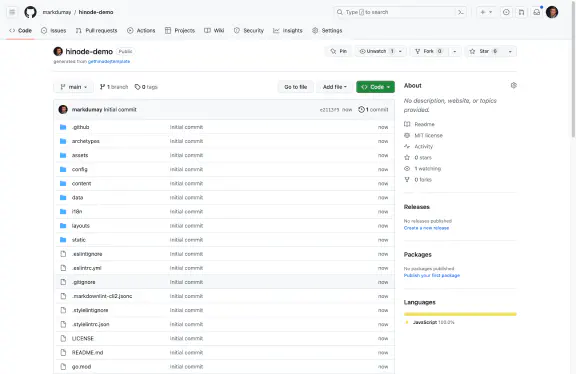 markdumay / hinode-demo
Type / to search
Code Issues Pull requests Actions Projects Wiki Security Insights Settings
hinode-demo Public
Pin Unwatch 1 Fork 0 Star 0
generated from
main 1 branch 0 tags Go to file Add file Code
markdumay Initial commit now 1 commit
.github Initial commit now
archetypes Initial commit now
assets Initial commit now
config Initial commit now
content Initial commit now
data Initial commit now
i18n Initial commit now
layouts Initial commit now
static Initial commit now
.eslintignore Initial commit now
.eslintrc.yml Initial commit now
.gitignore Initial commit now
.markdownlint-cli2.jsonc Initial commit now
.stylelintignore Initial commit now
.stylelintrc.json Initial commit now
LICENSE Initial commit now
README.md Initial commit now
go.mod Initial commit now
About
No description, website, or topics
provided.
Readme
MIT license
Activity
0 stars
1 watching
0 forks
Releases
No releases published
Create a new release
Packages
No packages published
Publish your first package
Languages
JavaScript 100.0%